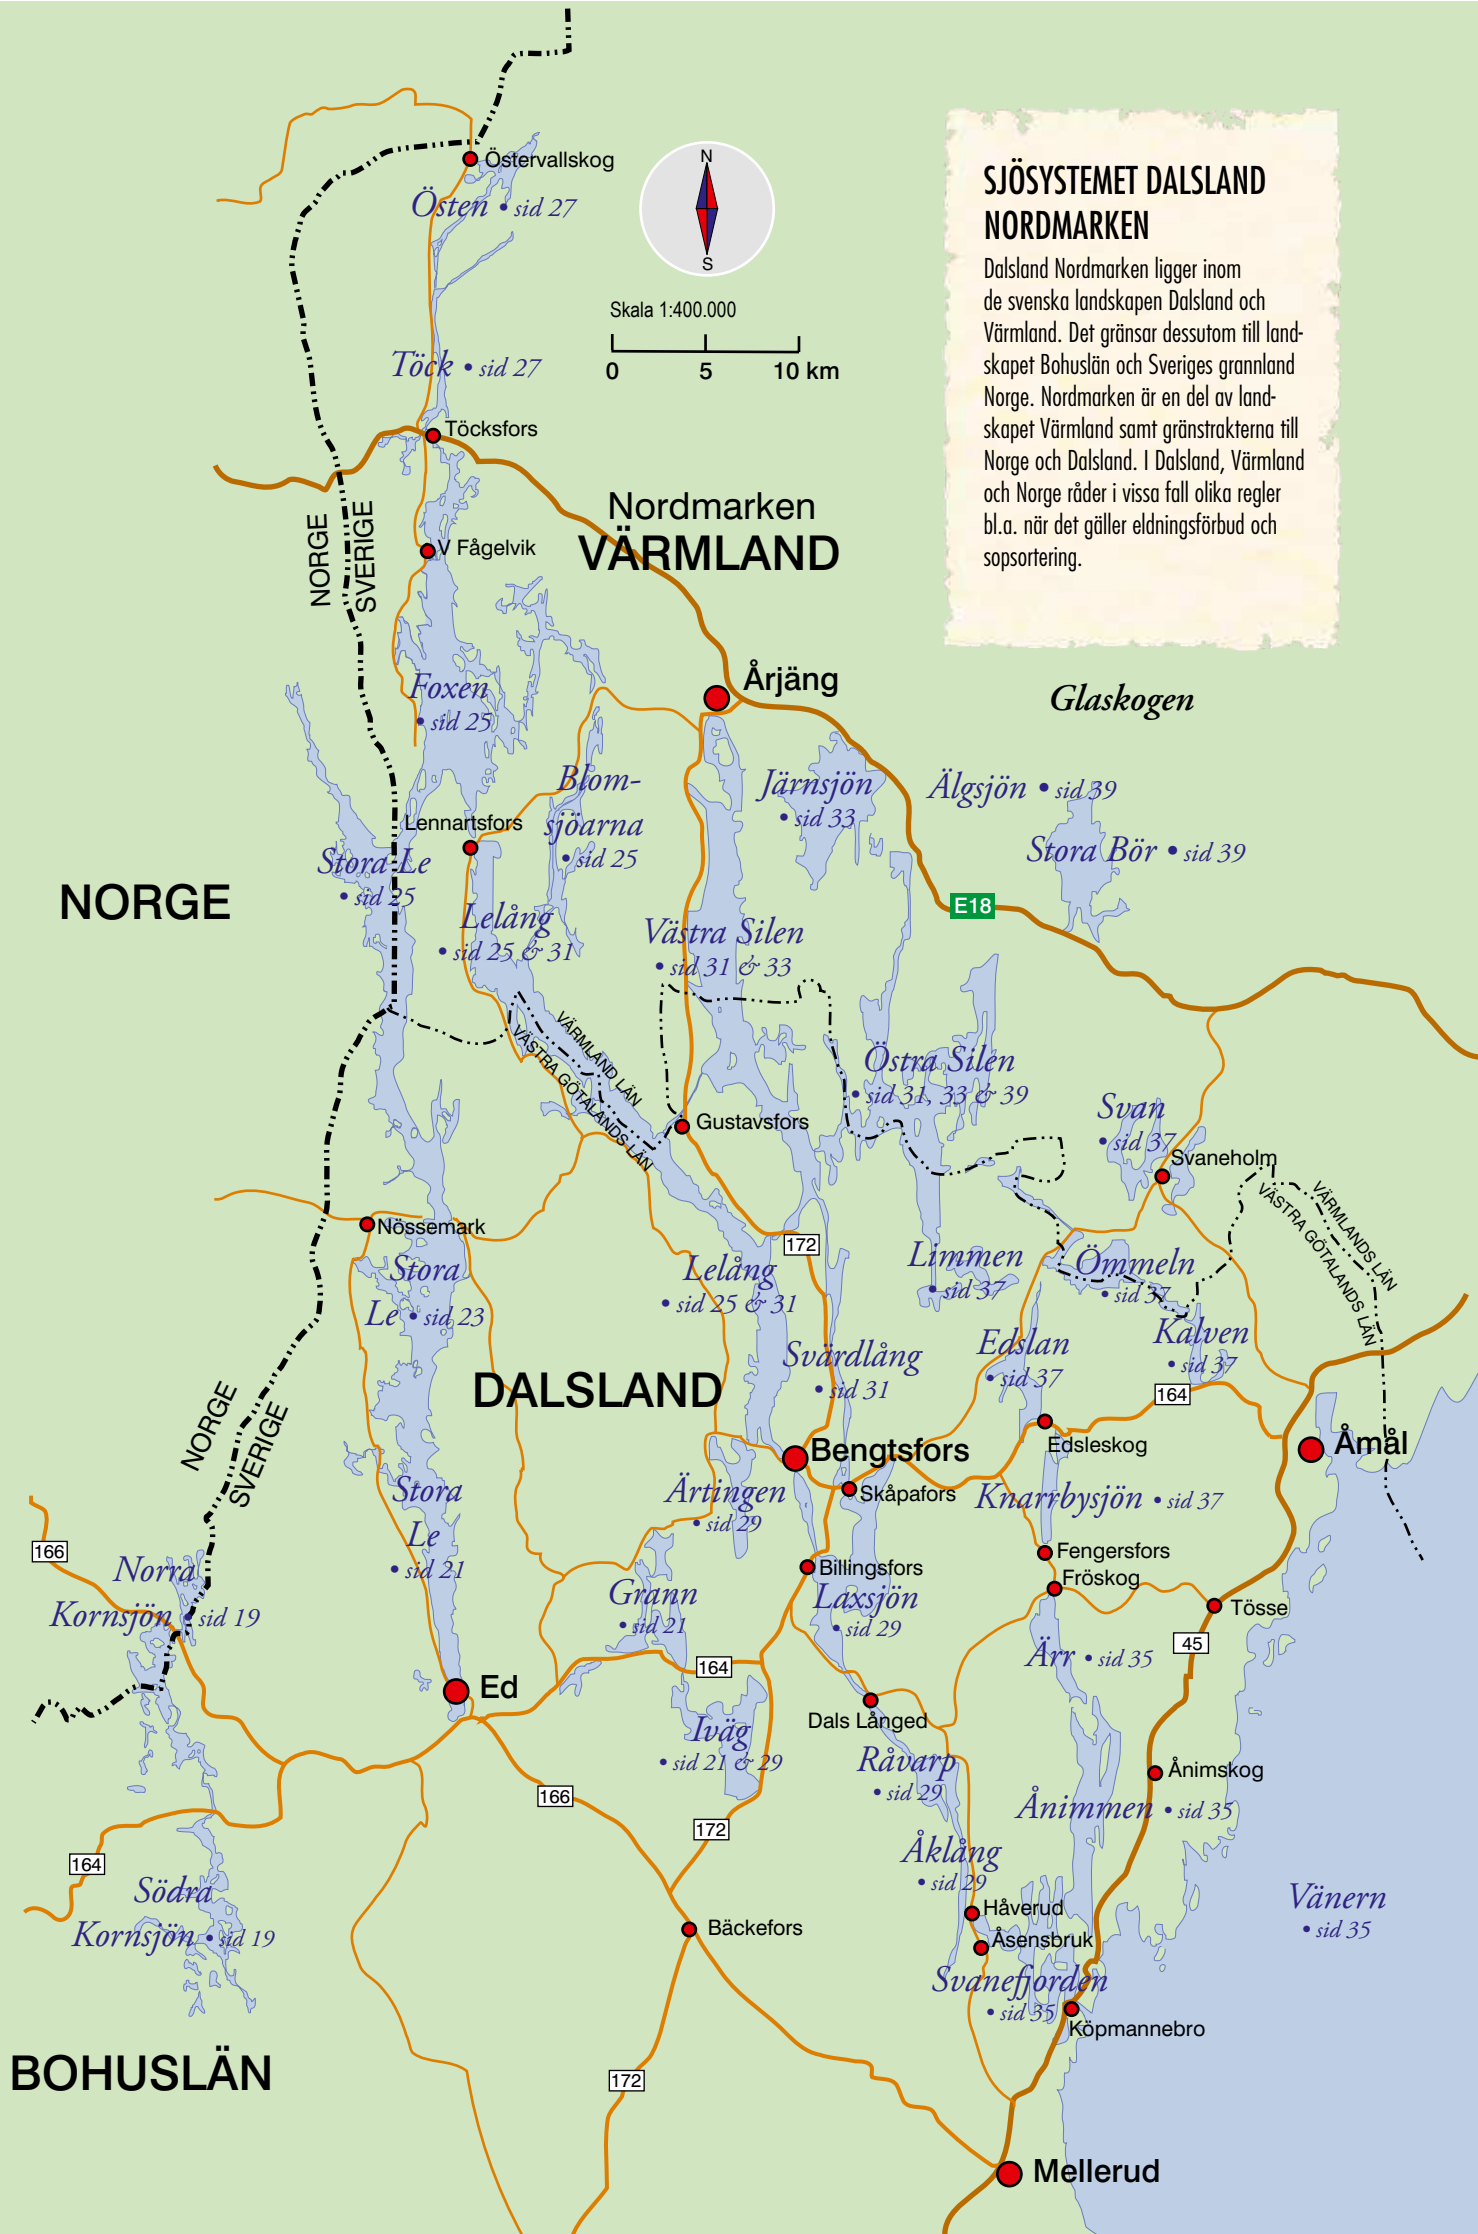 Östervallskog
Östen • sid 27
N
S
Skala 1:400.000
0 5 10 km
SJÖSYSTEMET DALSLAND
NORDMARKEN
Dalsland Nordmarken ligger inom
de svenska landskapen Dalsland och
Värmland. Det gränsar dessutom till land-
skapet Bohuslän och Sveriges grannland
Norge. Nordmarken är en del av land-
skapet Värmland samt gränstrakterna till
Norge och Dalsland. I Dalsland, Värmland
och Norge råder i vissa fall olika regler
bl.a. när det gäller eldningsförbud och
sopsortering.
Töck • sid 27
Töcksfors
Nordmarken
VÄRMLAND
NORGE
SVERIGE
V Fågelvik
Årjäng
Foxen
• sid 25
Glaskogen
Blom-
sjöarna
• sid 25
Järnsjön
• sid 33
Älgsjön • sid 39
Lennartsfors
Stora Le
• sid 25
Stora Bör • sid 39
NORGE
E18
Lelång
• sid 25 & 31
Västra Silen
• sid 31 & 33
VÄRMLAND LÄN
VÄSTRA GÖTALANDS LÄN
Östra Silen
• sid 31, 33 & 39
Gustavsfors
Svan
• sid 37
Svaneholm
VÄRMLANDS LÄN
VÄSTRA GÖTALANDS LÄN
Nössemark
172
Stora
Le • sid 23
Lelång
• sid 25 & 31
Limmen
• sid 37
Ömmeln
• sid 37
Svärdlång
• sid 31
Edslan
• sid 37
Kalven
• sid 37
DALSLAND
164
NORGE
SVERIGE
Bengtsfors
Edsleskog
Åmål
Stora
Le
• sid 21
Ärtingen
• sid 29
Skåpafors
Knarrbysjön • sid 37
166
Norra
Kornsjön • sid 19
Billingsfors
Fengersfors
Fröskog
Grann
• sid 21
Laxsjön
• sid 29
Tösse
45
Ärr • sid 35
164
Ed
Dals Långed
Iväg
• sid 21 & 29
Råvarp
• sid 29
Ånimskog
166
Ånimmen • sid 35
172
164
Åklång
• sid 29
Södra
Kornsjön • sid 19
Vänern
• sid 35
Håverud
Bäckefors
Åsensbruk
Svanefjorden
• sid 35
Köpmannebro
BOHUSLÄN
172
Mellerud